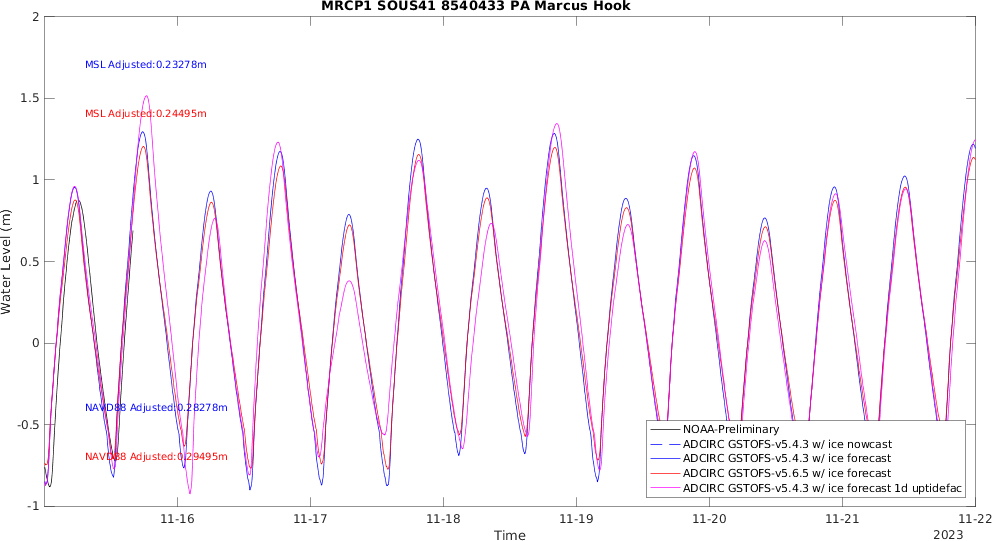 MRCP1 SOUS41 8540433 PA Marcus Hook
Water Level (m)
2
1.5
1
0.5
0
-0.5
-1
MSL Adjusted:0.23278m
MSL Adjusted:0.24495m
NAVD88 Adjusted:0.28278m
NAVD88 Adjusted:0.29495m
NOAA-Preliminary
ADCIRC GSTOFS-v5.4.3 w/ ice nowcast
ADCIRC GSTOFS-v5.4.3 w/ ice forecast
ADCIRC GSTOFS-v5.6.5 w/ ice forecast
ADCIRC GSTOFS-v5.4.3 w/ ice forecast 1d uptidefac
11-16 11-17 11-18 11-19 11-20 11-21 11-22
Time
2023